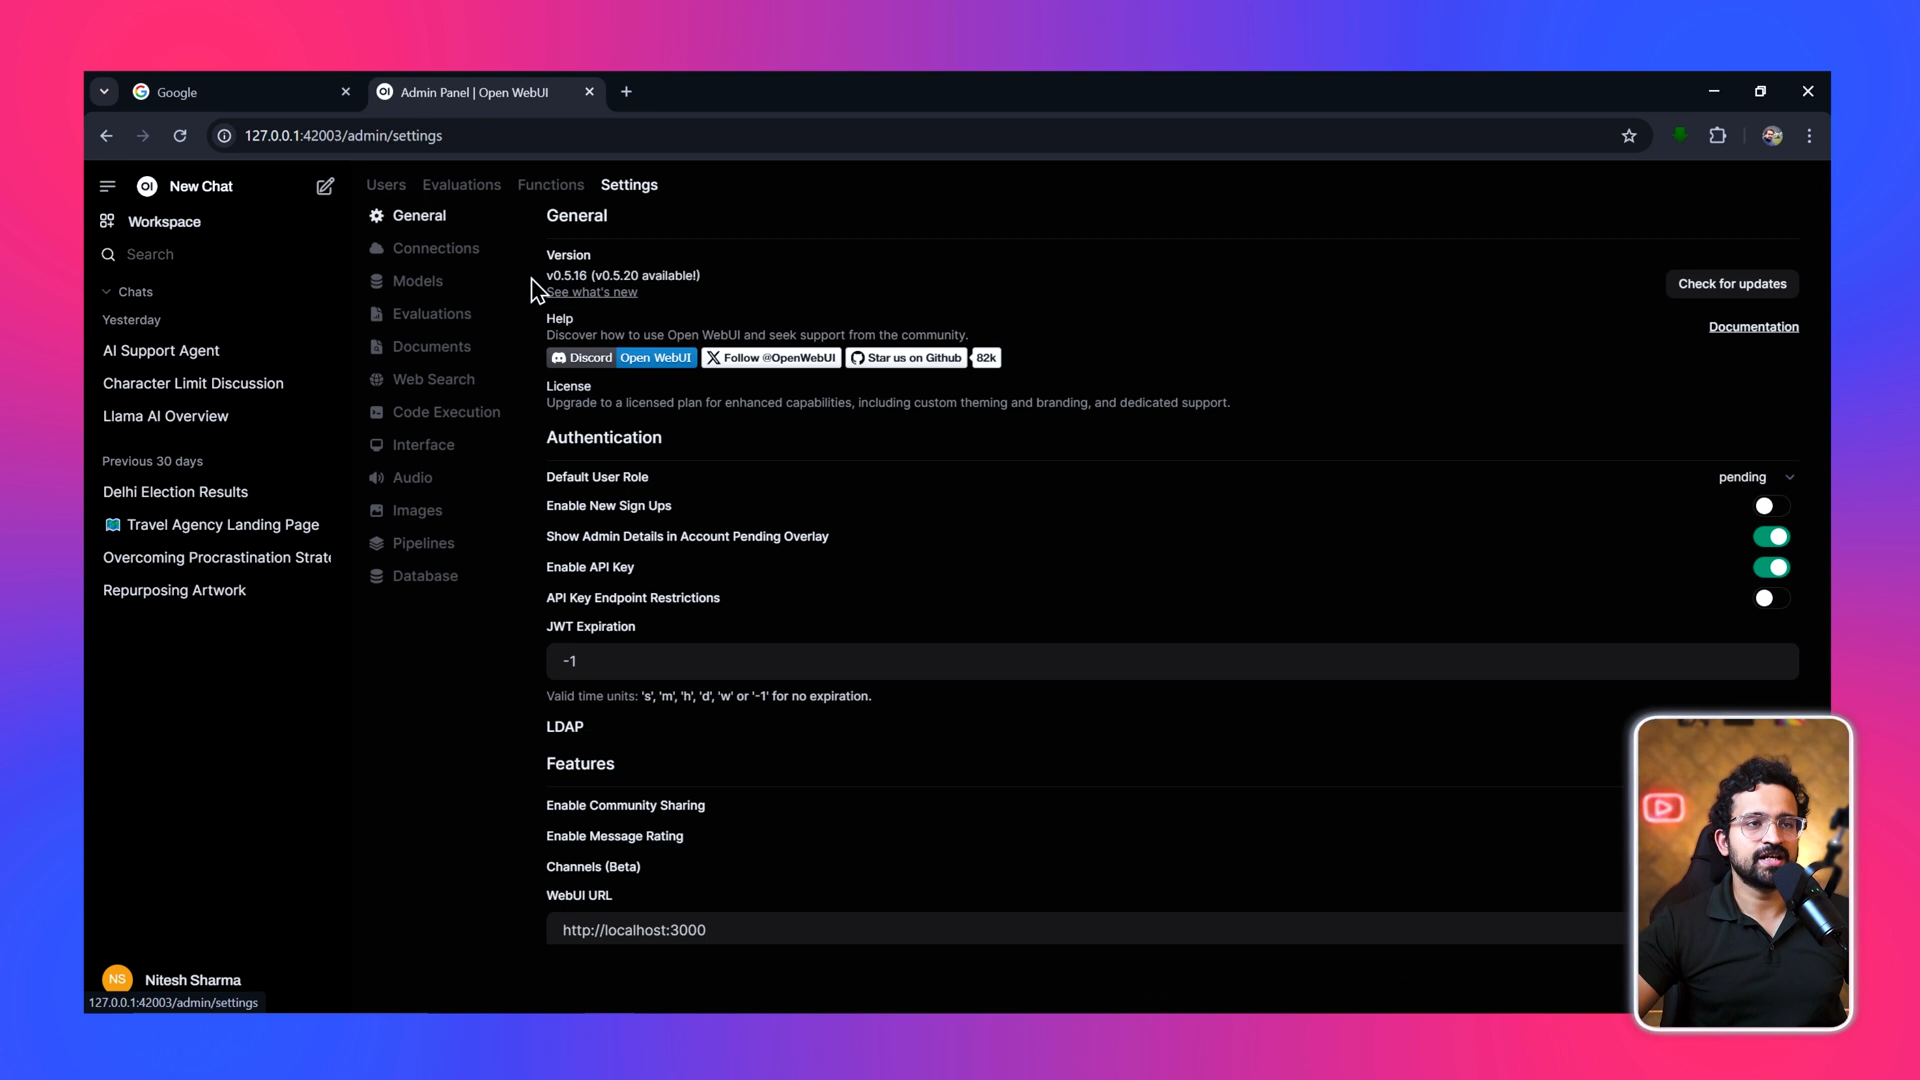 Google
OI Admin Panel | Open WebUI
127.0.0.1:42003/admin/settings
OI New Chat
Workspace
Search
Chats
Yesterday
AI Support Agent
Character Limit Discussion
Llama AI Overview
Previous 30 days
Delhi Election Results
Travel Agency Landing Page
Overcoming Procrastination Strate
Repurposing Artwork
NS Nitesh Sharma
127.0.0.1:42003/admin/settings
Users Evaluations Functions Settings
General
Connections
Models
Evaluations
Documents
Web Search
Code Execution
Interface
Audio
Images
Pipelines
Database
General
Version
v0.5.16 (v0.5.20 available!)
See what's new
Check for updates
Help
Discover how to use Open WebUI and seek support from the community.
Documentation
Discord Open WebUI Follow @OpenWebUI Star us on Github 82k
License
Upgrade to a licensed plan for enhanced capabilities, including custom theming and branding, and dedicated support.
Authentication
Default User Role pending
Enable New Sign Ups
Show Admin Details in Account Pending Overlay
Enable API Key
API Key Endpoint Restrictions
JWT Expiration
-1
Valid time units: 's', 'm', 'h', 'd', 'w' or '-1' for no expiration.
LDAP
Features
Enable Community Sharing
Enable Message Rating
Channels (Beta)
WebUI URL
http://localhost:3000